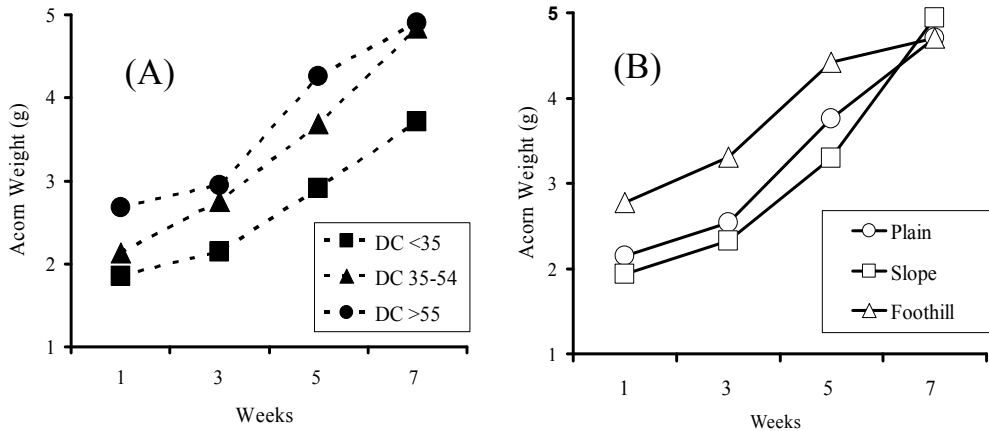 (A)
Acorn Weight (g)
5
4
3
2
1
1 3 5 7
Weeks
DC <35
DC 35-54
DC >55
(B)
Acorn Weight (g)
5
4
3
2
1
1 3 5 7
Weeks
Plain
Slope
Foothill